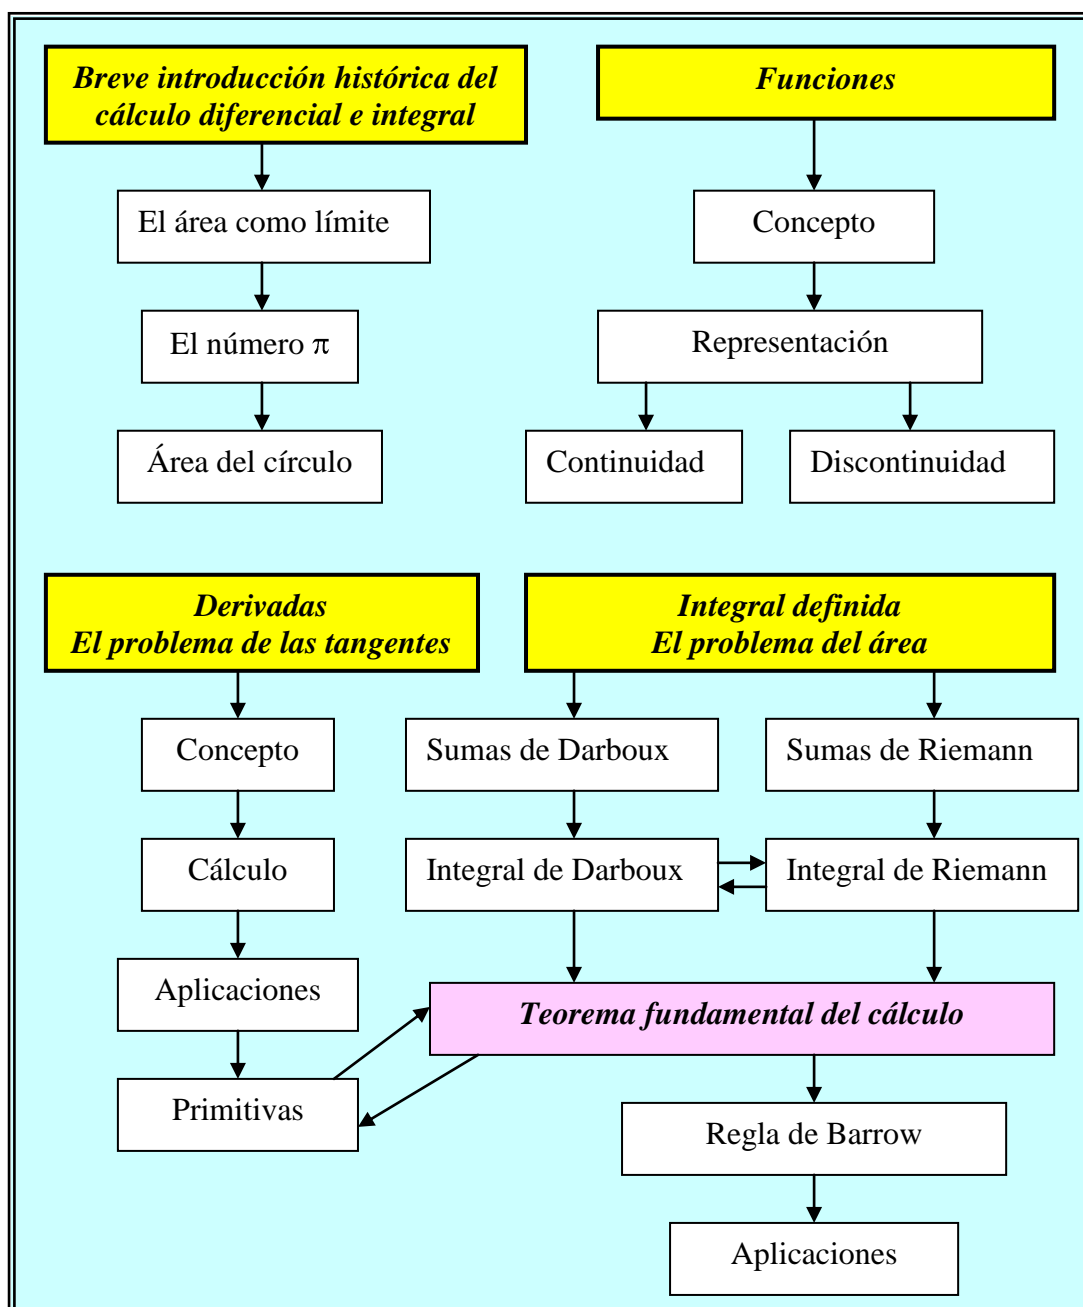 Breve introducción histórica del
cálculo diferencial e integral
El área como límite
El número π
Área del círculo
Funciones
Concepto
Representación
Continuidad
Discontinuidad
Derivadas
El problema de las tangentes
Concepto
Cálculo
Aplicaciones
Primitivas
Integral definida
El problema del área
Sumas de Darboux
Sumas de Riemann
Integral de Darboux
Integral de Riemann
Teorema fundamental del cálculo
Regla de Barrow
Aplicaciones